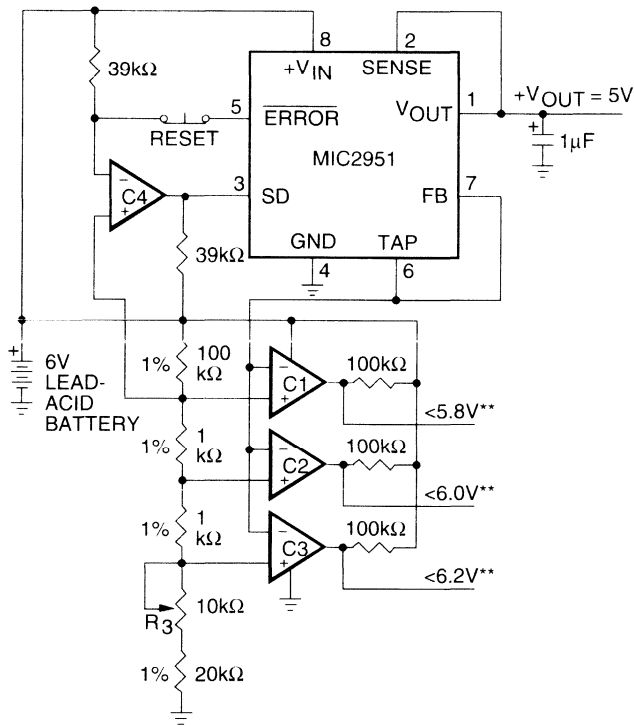 8
2
39kΩ
+VIN
SENSE
5
ERROR
VOUT
1
+VOUT = 5V
RESET
+
1µF
MIC2951
−
C4
+
3
SD
FB
7
GND
TAP
39kΩ
4
6
+
6V
LEAD-
ACID
BATTERY
1%
100
kΩ
−
C1
+
100kΩ
<5.8V**
1%
1
kΩ
−
C2
+
100kΩ
<6.0V**
1%
1
kΩ
−
C3
+
100kΩ
<6.2V**
R3
10kΩ
1%
20kΩ